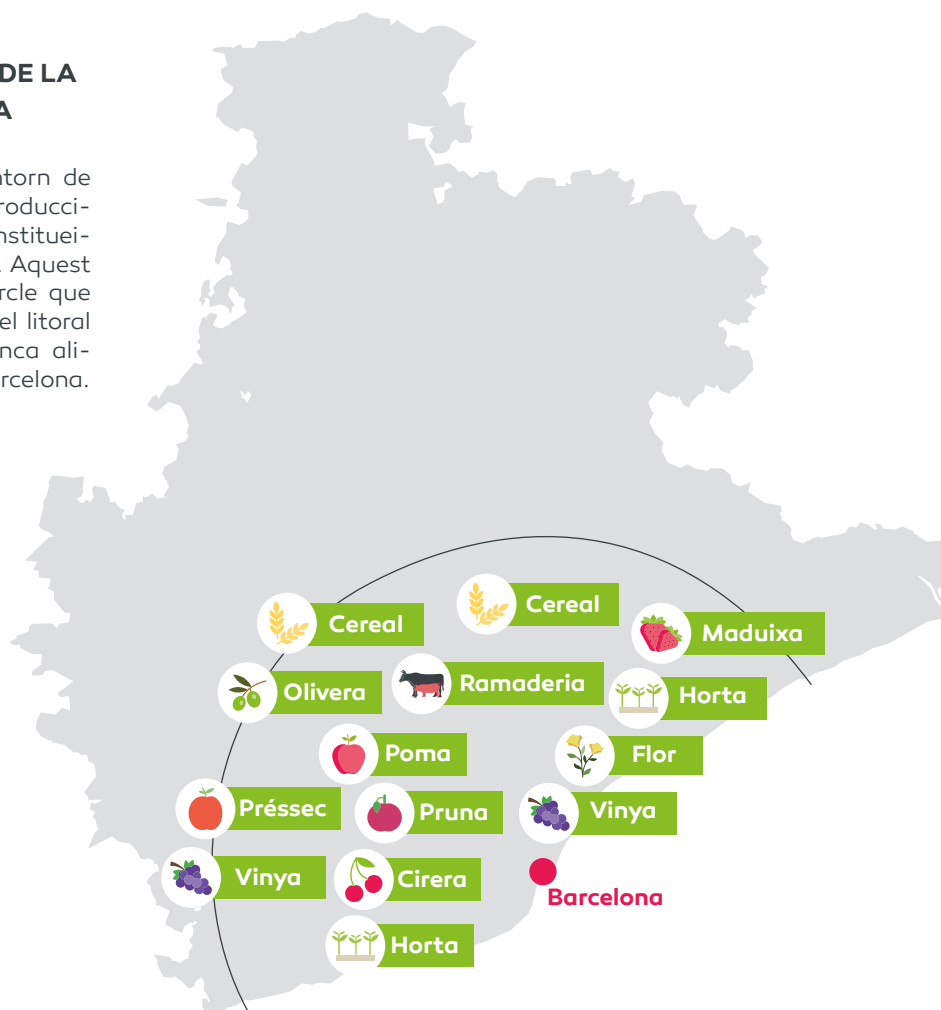 DE LA
A
ntorn de
roducci-
nstituei-
. Aquest
rcle que
el litoral
nca ali-
rcelona.
Cereal
Cereal
Maduixa
Olivera
Ramaderia
Horta
Poma
Flor
Préssec
Pruna
Vinya
Vinya
Cirera
Barcelona
Horta